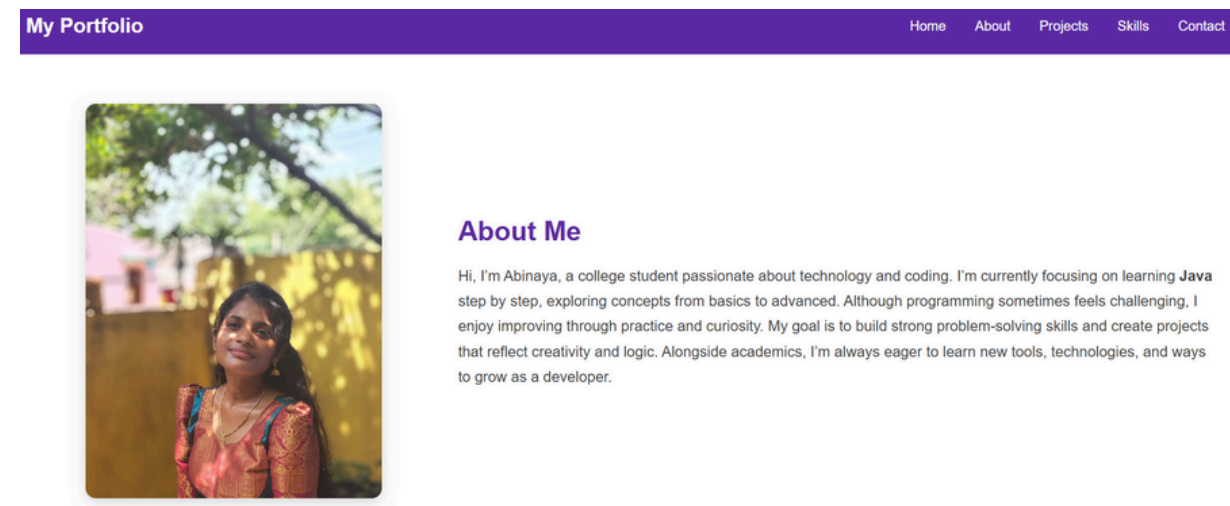 My Portfolio
Home About Projects Skills Contact
About Me
Hi, I’m Abinaya, a college student passionate about technology and coding. I’m currently focusing on learning Java
step by step, exploring concepts from basics to advanced. Although programming sometimes feels challenging, I
enjoy improving through practice and curiosity. My goal is to build strong problem-solving skills and create projects
that reflect creativity and logic. Alongside academics, I’m always eager to learn new tools, technologies, and ways
to grow as a developer.